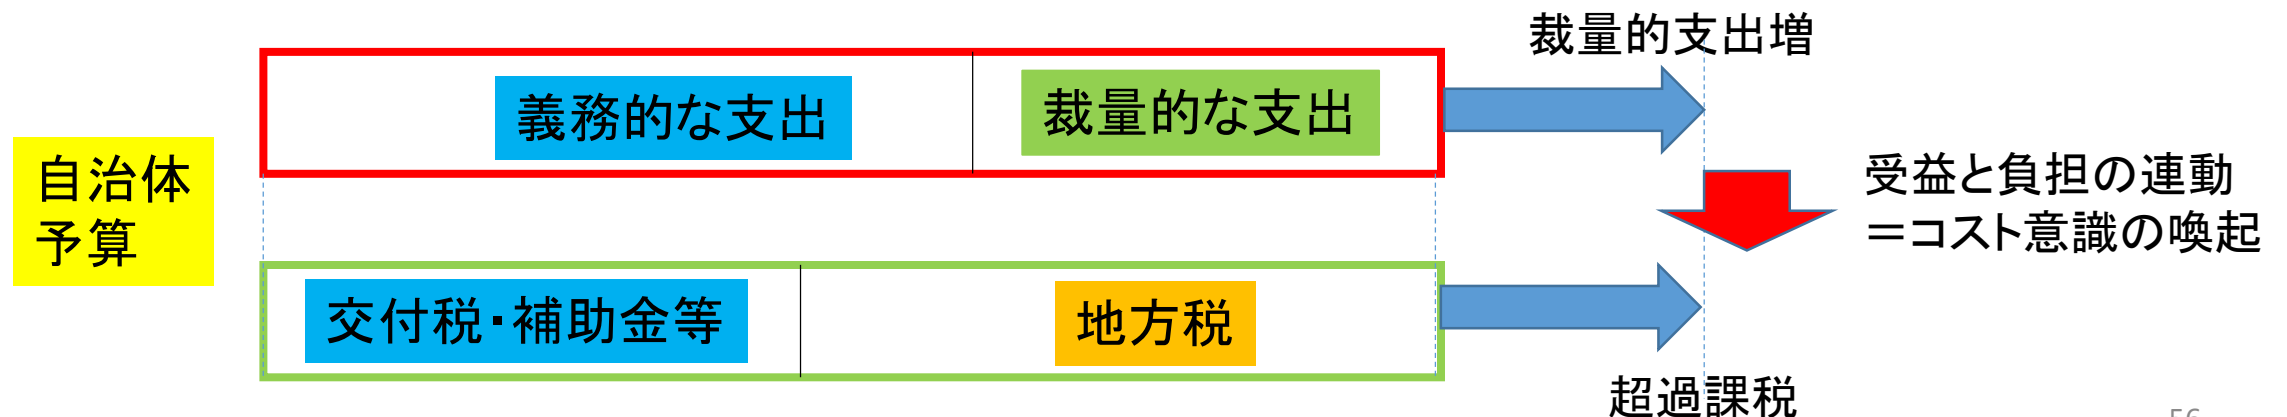 裁量的支出増
義務的な支出
裁量的な支出
自治体
予算
受益と負担の連動
=コスト意識の喚起
交付税・補助金等
地方税
超過課税
56